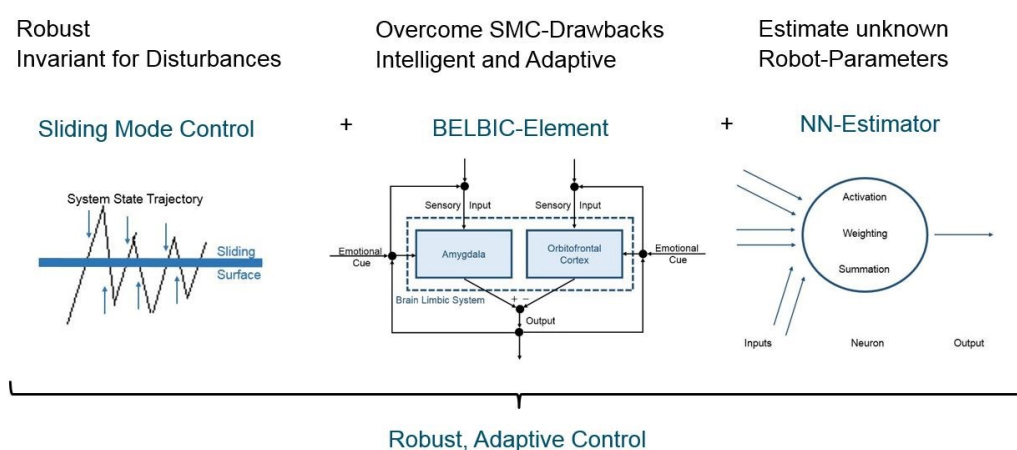 Robust
Invariant for Disturbances
Overcome SMC-Drawbacks
Intelligent and Adaptive
Estimate unknown
Robot-Parameters
Sliding Mode Control
+
BELBIC-Element
+
NN-Estimator
System State Trajectory
Sliding
Surface
Sensory Input
Sensory Input
Emotional
Cue
Amygdala
Orbitofrontal
Cortex
Emotional
Cue
Brain Limbic System
+ −
Output
Activation
Weighting
Summation
Inputs
Neuron
Output
Robust, Adaptive Control